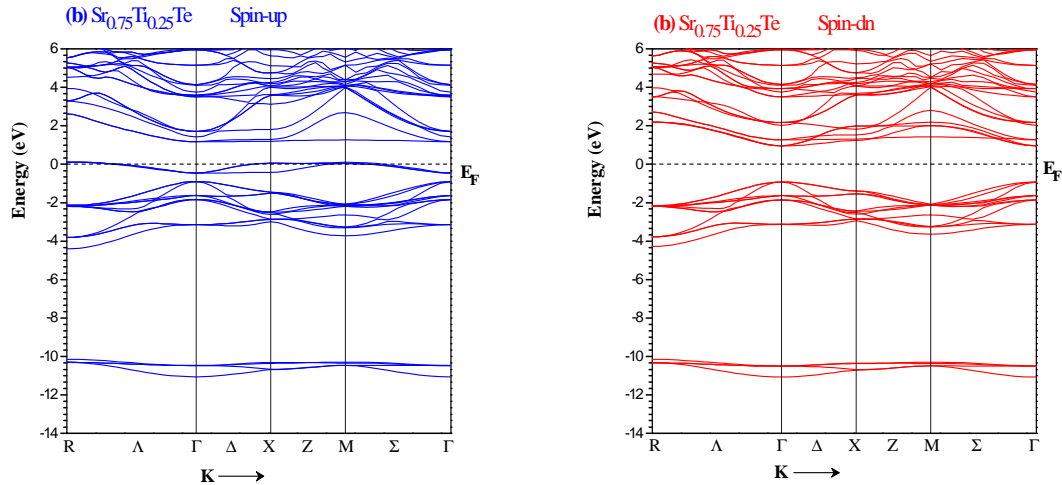 (b) Sr0.75Ti0.25Te Spin-up
6
4
2
0
-2
-4
-6
-8
-10
-12
-14
Energy (eV)
EF
R Λ Γ Δ X Z M Σ Γ
K
(b) Sr0.75Ti0.25Te Spin-dn
6
4
2
0
-2
-4
-6
-8
-10
-12
-14
Energy (eV)
EF
R Λ Γ Δ X Z M Σ Γ
K